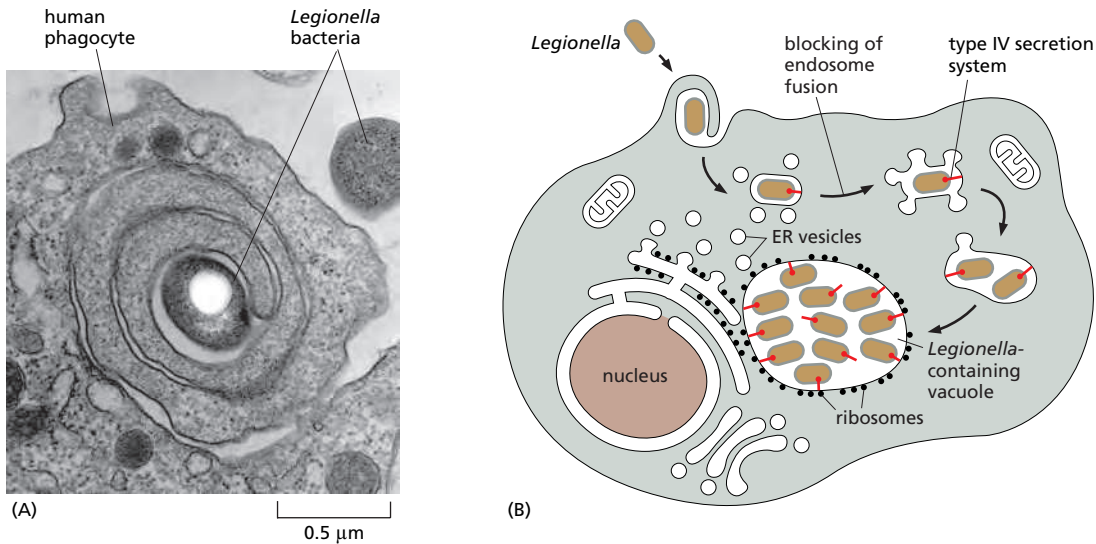 human
phagocyte
Legionella
bacteria
(A)
0.5 μm
Legionella
blocking of
endosome
fusion
type IV secretion
system
ER vesicles
nucleus
Legionella-
containing
vacuole
ribosomes
(B)